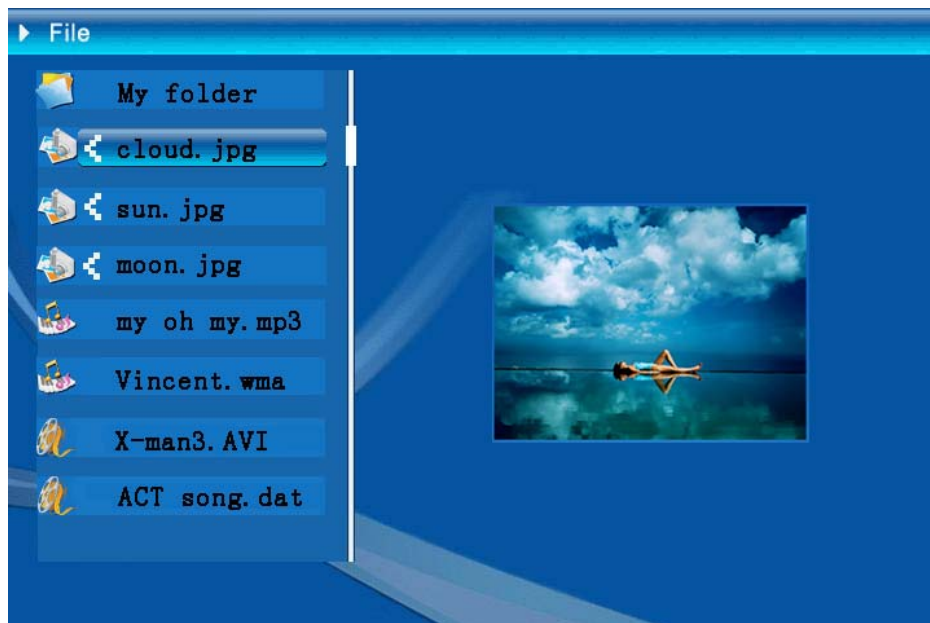 File
My folder
cloud. jpg
sun. jpg
moon. jpg
my oh my. mp3
Vincent. wma
X-man3. AVI
ACT song. dat